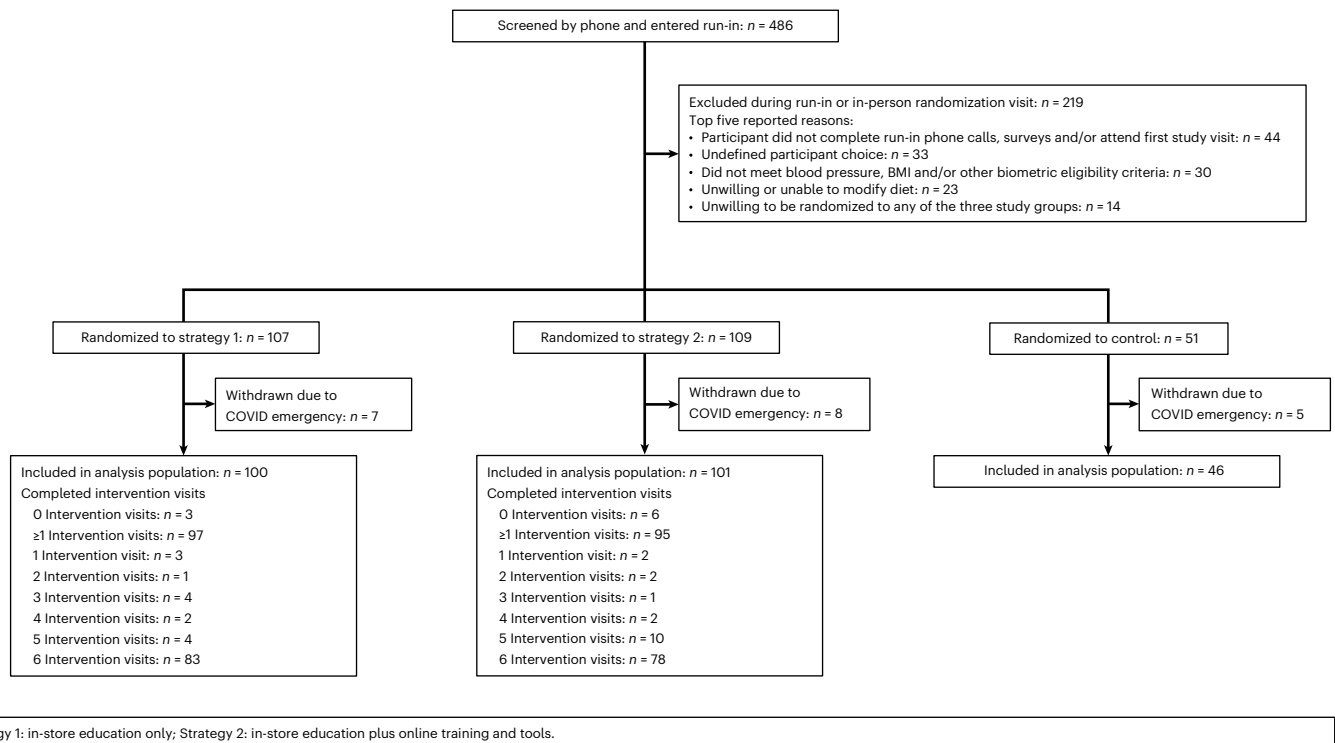 Screened by phone and entered run-in: n = 486
Excluded during run-in or in-person randomization visit: n = 219
Top five reported reasons:
• Participant did not complete run-in phone calls, surveys and/or attend first study visit: n = 44
• Undefined participant choice: n = 33
• Did not meet blood pressure, BMI and/or other biometric eligibility criteria: n = 30
• Unwilling or unable to modify diet: n = 23
• Unwilling to be randomized to any of the three study groups: n = 14
Randomized to strategy 1: n = 107
Withdrawn due to
COVID emergency: n = 7
Included in analysis population: n = 100
Completed intervention visits
0 Intervention visits: n = 3
≥1 Intervention visits: n = 97
1 Intervention visit: n = 3
2 Intervention visits: n = 1
3 Intervention visits: n = 4
4 Intervention visits: n = 2
5 Intervention visits: n = 4
6 Intervention visits: n = 83
Randomized to strategy 2: n = 109
Withdrawn due to
COVID emergency: n = 8
Included in analysis population: n = 101
Completed intervention visits
0 Intervention visits: n = 6
≥1 Intervention visits: n = 95
1 Intervention visit: n = 2
2 Intervention visits: n = 2
3 Intervention visits: n = 1
4 Intervention visits: n = 2
5 Intervention visits: n = 10
6 Intervention visits: n = 78
Randomized to control: n = 51
Withdrawn due to
COVID emergency: n = 5
Included in analysis population: n = 46
gy 1: in-store education only; Strategy 2: in-store education plus online training and tools.